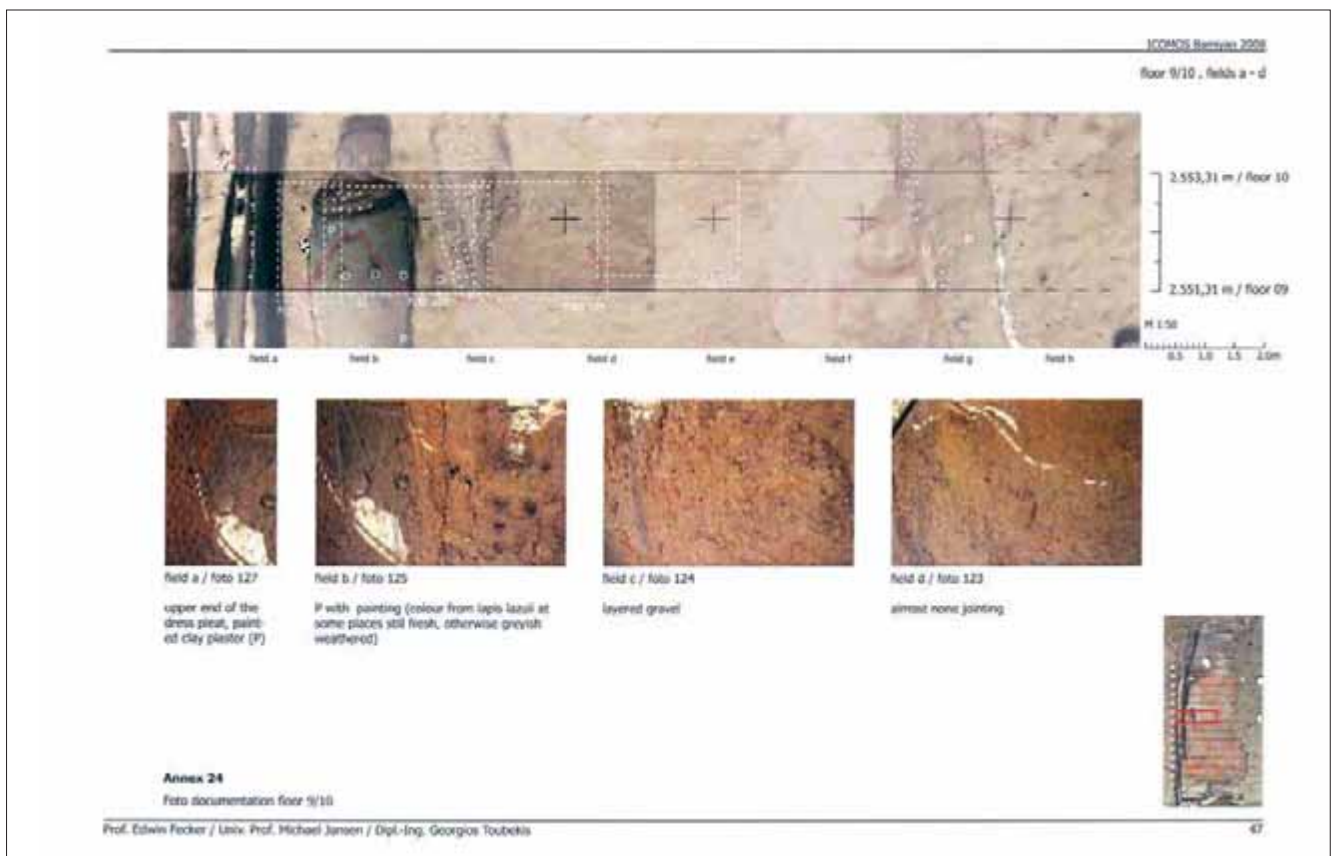 ICOMOS Bamiyan 2008
floor 9/10 , fields a - d
2.553,31 m / floor 10
2.551,31 m / floor 09
M 1:50
0.5 1.0 1.5 2.0m
field a field b field c field d field e field f field g field h
field a / foto 127
upper end of the
dress pleat, paint-
ed clay plaster (P)
field b / foto 125
P with painting (colour from lapis lazuli at
some places still fresh, otherwise greyish
weathered)
field c / foto 124
layered gravel
field d / foto 123
almost none jointing
Annex 24
Foto documentation floor 9/10
Prof. Edwin Fecker / Univ. Prof. Michael Jansen / Dipl.-Ing. Georgios Toubekis
67